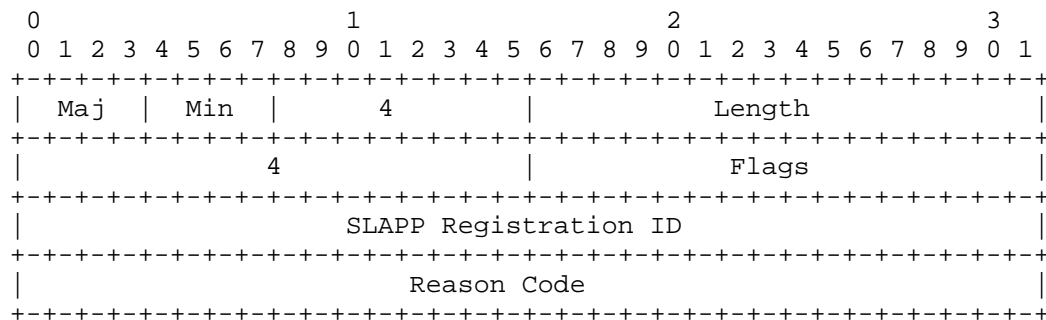 0                   1                   2                   3
 0 1 2 3 4 5 6 7 8 9 0 1 2 3 4 5 6 7 8 9 0 1 2 3 4 5 6 7 8 9 0 1
+-+-+-+-+-+-+-+-+-+-+-+-+-+-+-+-+-+-+-+-+-+-+-+-+-+-+-+-+-+-+-+-+
|  Maj  |  Min  |      4        |           Length              |
+-+-+-+-+-+-+-+-+-+-+-+-+-+-+-+-+-+-+-+-+-+-+-+-+-+-+-+-+-+-+-+-+
|               4               |            Flags              |
+-+-+-+-+-+-+-+-+-+-+-+-+-+-+-+-+-+-+-+-+-+-+-+-+-+-+-+-+-+-+-+-+
|                    SLAPP Registration ID                      |
+-+-+-+-+-+-+-+-+-+-+-+-+-+-+-+-+-+-+-+-+-+-+-+-+-+-+-+-+-+-+-+-+
|                        Reason Code                            |
+-+-+-+-+-+-+-+-+-+-+-+-+-+-+-+-+-+-+-+-+-+-+-+-+-+-+-+-+-+-+-+-+